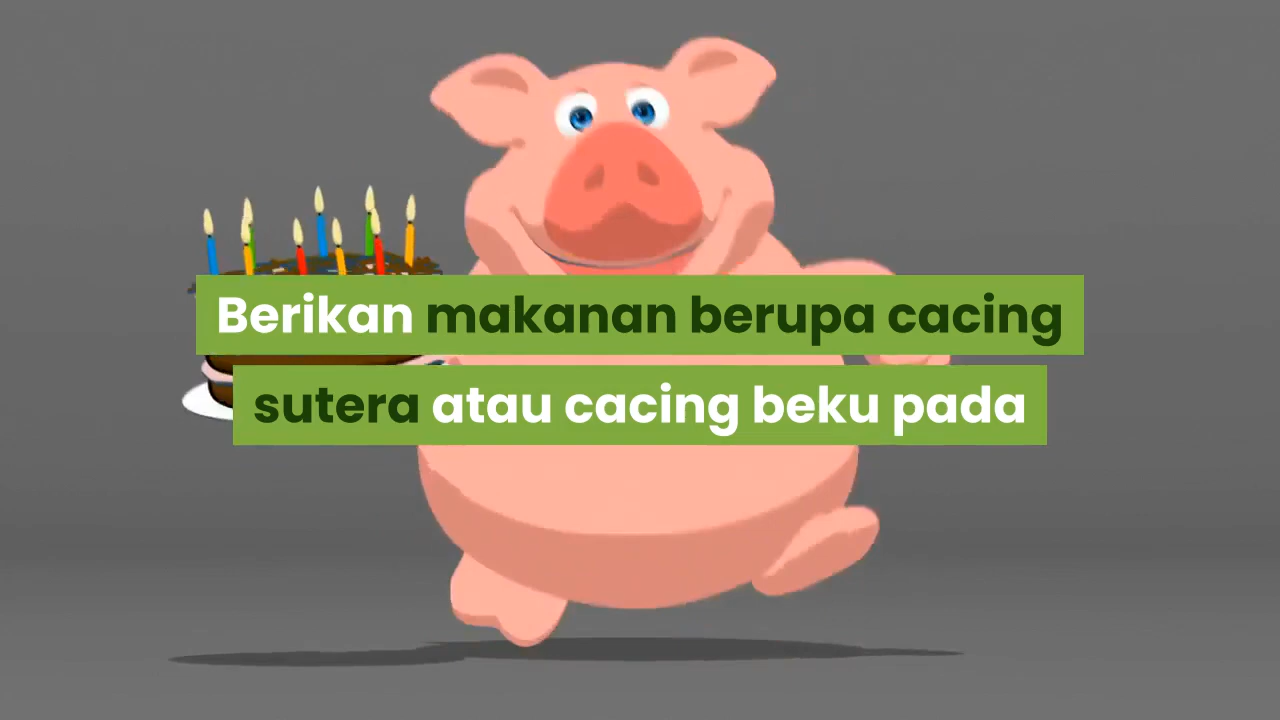 Berikan makanan berupa cacing
sutera atau cacing beku pada